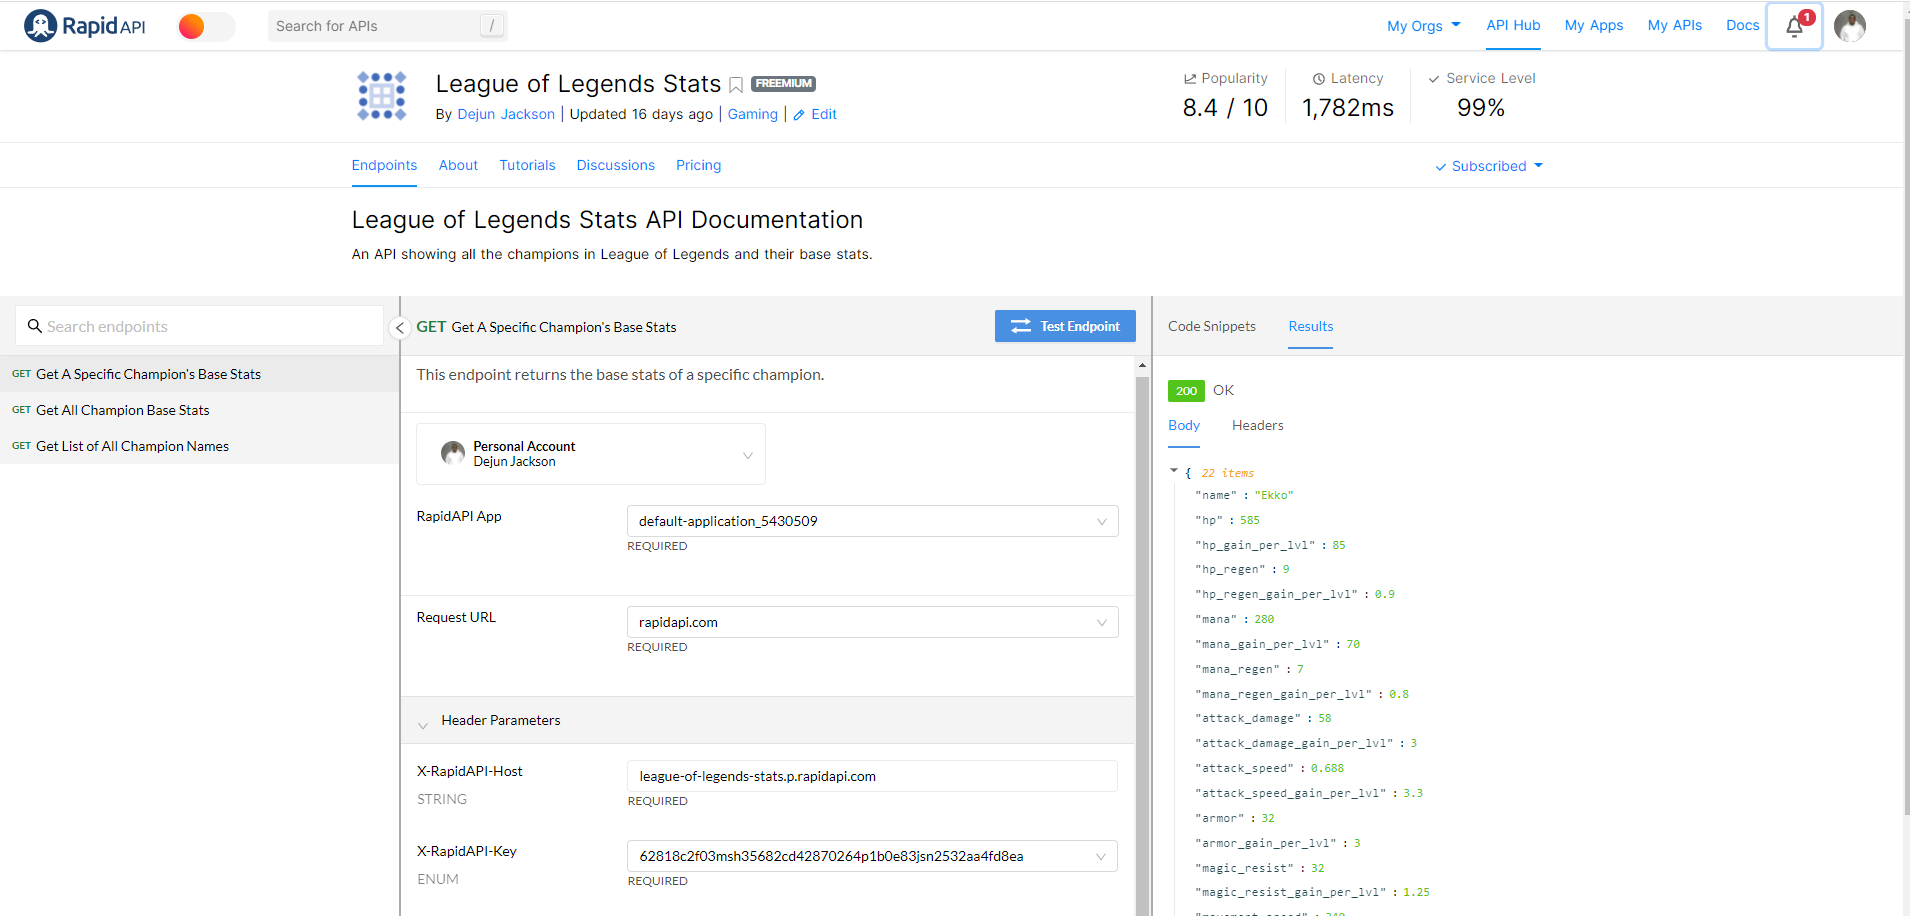 Rapid API
Search for APIs /
My Orgs API Hub My Apps My APIs Docs 1
League of Legends Stats FREEMIUM
By Dejun Jackson | Updated 16 days ago | Gaming | Edit
Popularity
8.4 / 10
Latency
1,782ms
Service Level
99%
Endpoints About Tutorials Discussions Pricing
Subscribed
League of Legends Stats API Documentation
An API showing all the champions in League of Legends and their base stats.
Search endpoints
GET Get A Specific Champion's Base Stats
GET Get All Champion Base Stats
GET Get List of All Champion Names
GET Get A Specific Champion's Base Stats
Test Endpoint
This endpoint returns the base stats of a specific champion.
Personal Account
Dejun Jackson
RapidAPI App
default-application_5430509
REQUIRED
Request URL
rapidapi.com
REQUIRED
Header Parameters
X-RapidAPI-Host
STRING
league-of-legends-stats.p.rapidapi.com
REQUIRED
X-RapidAPI-Key
ENUM
62818c2f03msh35682cd42870264p1b0e83jsn2532aa4fd8ea
REQUIRED
Code Snippets Results
200 OK
Body Headers
{ 22 items
"name" : "Ekko"
"hp" : 585
"hp_gain_per_lvl" : 85
"hp_regen" : 9
"hp_regen_gain_per_lvl" : 0.9
"mana" : 280
"mana_gain_per_lvl" : 70
"mana_regen" : 7
"mana_regen_gain_per_lvl" : 0.8
"attack_damage" : 58
"attack_damage_gain_per_lvl" : 3
"attack_speed" : 0.688
"attack_speed_gain_per_lvl" : 3.3
"armor" : 32
"armor_gain_per_lvl" : 3
"magic_resist" : 32
"magic_resist_gain_per_lvl" : 1.25